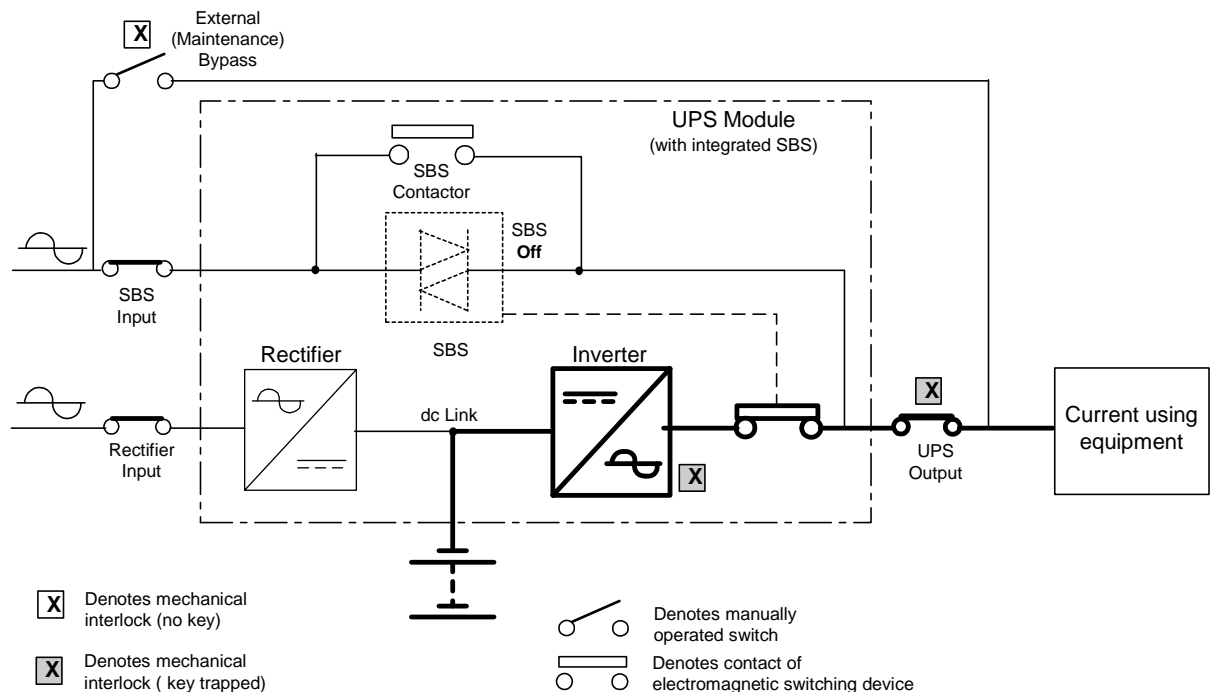 X
External
(Maintenance)
Bypass
UPS Module
(with integrated SBS)
SBS
Contactor
SBS
Off
SBS
Input
SBS
Rectifier
Inverter
dc Link
X
X
Rectifier
Input
UPS
Output
Current using
equipment
X
Denotes mechanical
interlock (no key)
X
Denotes mechanical
interlock ( key trapped)
Denotes manually
operated switch
Denotes contact of
electromagnetic switching device